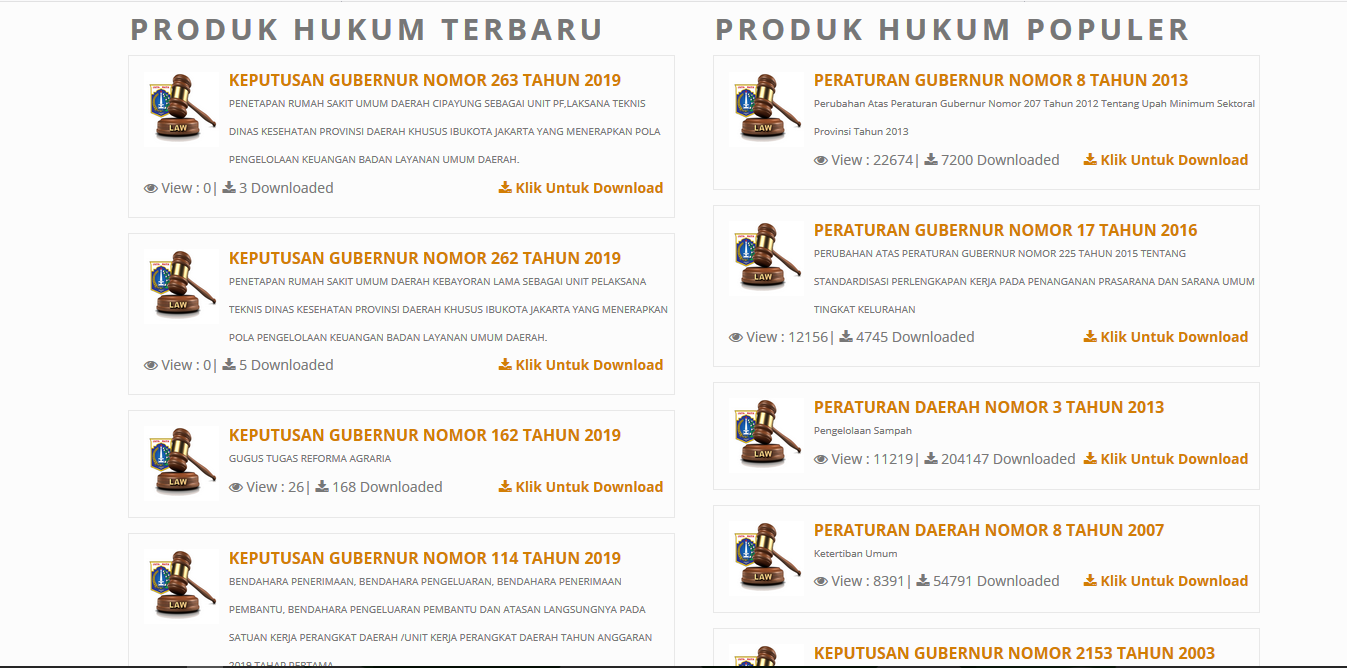 PRODUK HUKUM TERBARU
KEPUTUSAN GUBERNUR NOMOR 263 TAHUN 2019
PENETAPAN RUMAH SAKIT UMUM DAERAH CIPAYUNG SEBAGAI UNIT PF,LAKSANA TEKNIS
DINAS KESEHATAN PROVINSI DAERAH KHUSUS IBUKOTA JAKARTA YANG MENERAPKAN POLA
PENGELOLAAN KEUANGAN BADAN LAYANAN UMUM DAERAH.
View : 0| 3 Downloaded Klik Untuk Download
LAW
KEPUTUSAN GUBERNUR NOMOR 262 TAHUN 2019
PENETAPAN RUMAH SAKIT UMUM DAERAH KEBAYORAN LAMA SEBAGAI UNIT PELAKSANA
TEKNIS DINAS KESEHATAN PROVINSI DAERAH KHUSUS IBUKOTA JAKARTA YANG MENERAPKAN
POLA PENGELOLAAN KEUANGAN BADAN LAYANAN UMUM DAERAH.
View : 0| 5 Downloaded Klik Untuk Download
LAW
KEPUTUSAN GUBERNUR NOMOR 162 TAHUN 2019
GUGUS TUGAS REFORMA AGRARIA
View : 26| 168 Downloaded Klik Untuk Download
LAW
KEPUTUSAN GUBERNUR NOMOR 114 TAHUN 2019
BENDAHARA PENERIMAAN, BENDAHARA PENGELUARAN, BENDAHARA PENERIMAAN
PEMBANTU, BENDAHARA PENGELUARAN PEMBANTU DAN ATASAN LANGSUNGNYA PADA
SATUAN KERJA PERANGKAT DAERAH /UNIT KERJA PERANGKAT DAERAH TAHUN ANGGARAN
2019 TAHAP PERTAMA
LAW
PRODUK HUKUM POPULER
PERATURAN GUBERNUR NOMOR 8 TAHUN 2013
Perubahan Atas Peraturan Gubernur Nomor 207 Tahun 2012 Tentang Upah Minimum Sektoral
Provinsi Tahun 2013
View : 22674| 7200 Downloaded Klik Untuk Download
LAW
PERATURAN GUBERNUR NOMOR 17 TAHUN 2016
PERUBAHAN ATAS PERATURAN GUBERNUR NOMOR 225 TAHUN 2015 TENTANG
STANDARDISASI PERLENGKAPAN KERJA PADA PENANGANAN PRASARANA DAN SARANA UMUM
TINGKAT KELURAHAN
View : 12156| 4745 Downloaded Klik Untuk Download
LAW
PERATURAN DAERAH NOMOR 3 TAHUN 2013
Pengelolaan Sampah
View : 11219| 204147 Downloaded Klik Untuk Download
LAW
PERATURAN DAERAH NOMOR 8 TAHUN 2007
Ketertiban Umum
View : 8391| 54791 Downloaded Klik Untuk Download
LAW
KEPUTUSAN GUBERNUR NOMOR 2153 TAHUN 2003